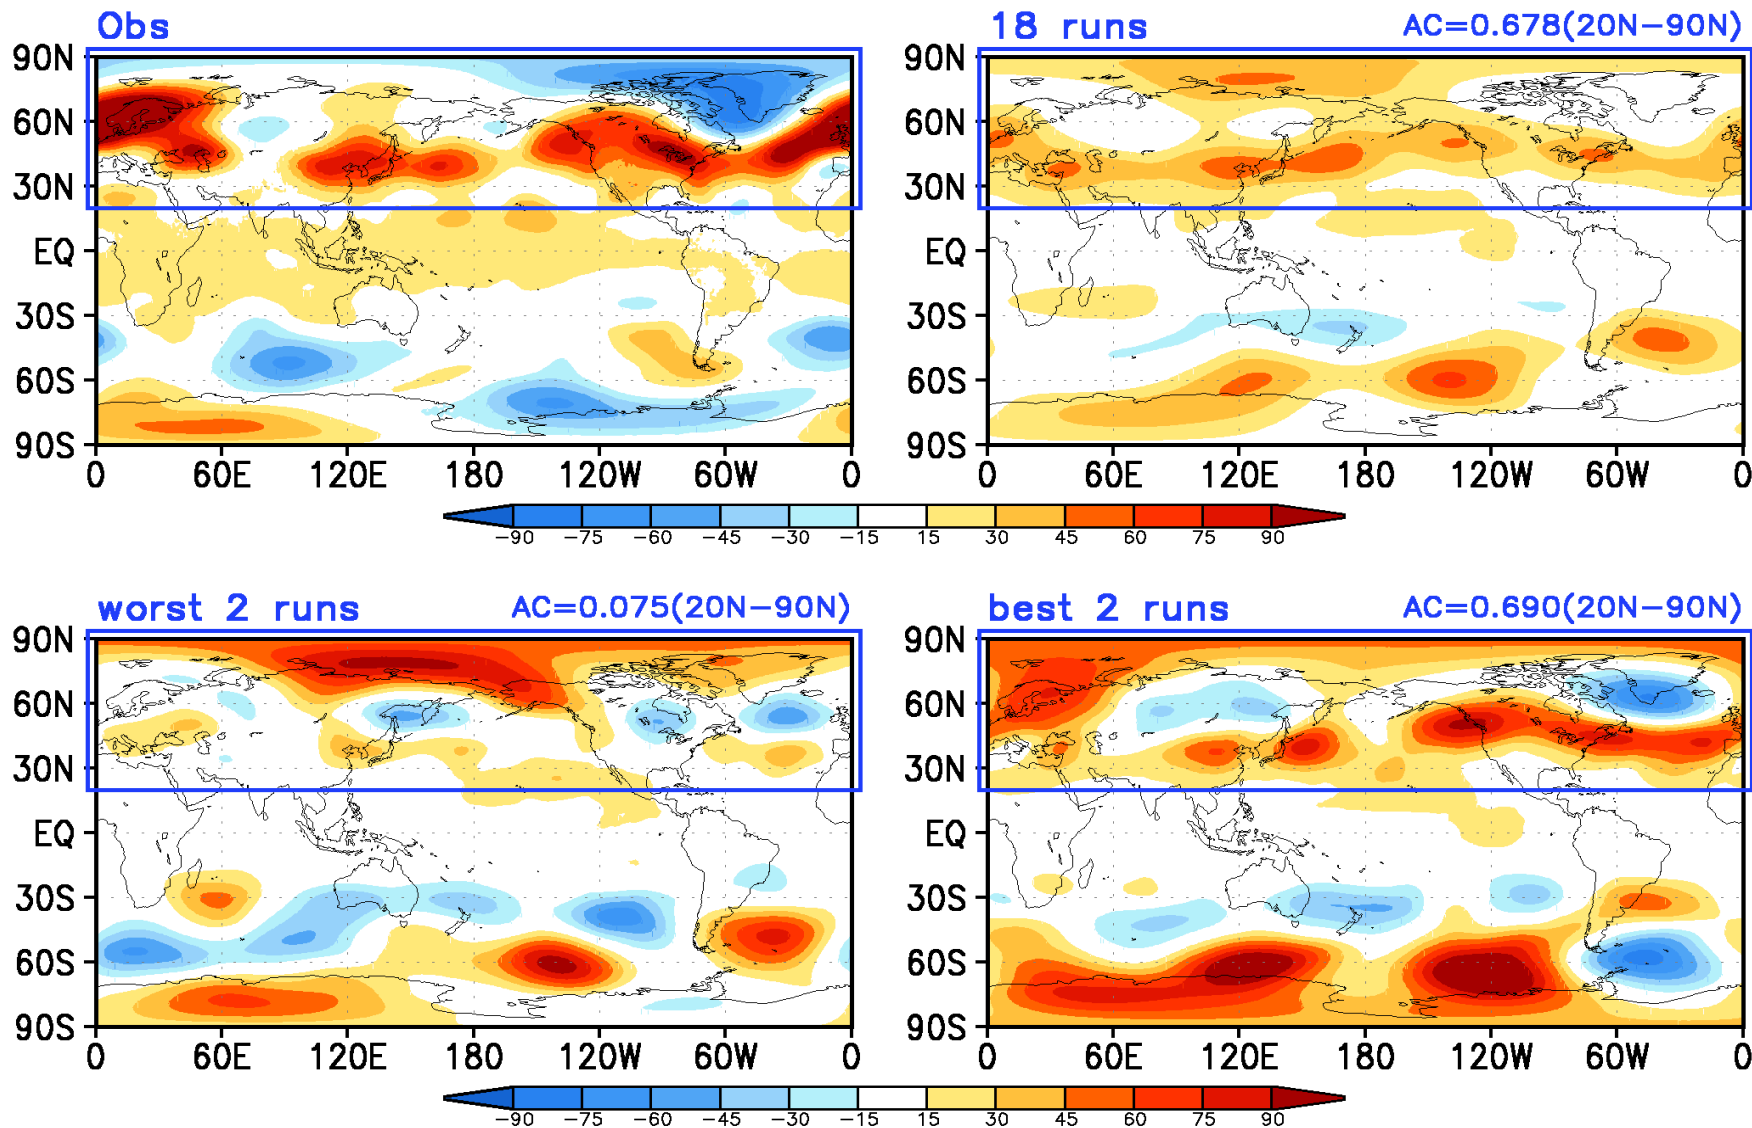 Obs
18 runs AC=0.678(20N−90N)
90N 90N
60N 60N
30N 30N
EQ EQ
30S 30S
60S 60S
90S 90S
0 60E 120E 180 120W 60W 0 0 60E 120E 180 120W 60W 0
−90 −75 −60 −45 −30 −15 15 30 45 60 75 90
worst 2 runs AC=0.075(20N−90N)
best 2 runs AC=0.690(20N−90N)
90N 90N
60N 60N
30N 30N
EQ EQ
30S 30S
60S 60S
90S 90S
0 60E 120E 180 120W 60W 0 0 60E 120E 180 120W 60W 0
−90 −75 −60 −45 −30 −15 15 30 45 60 75 90